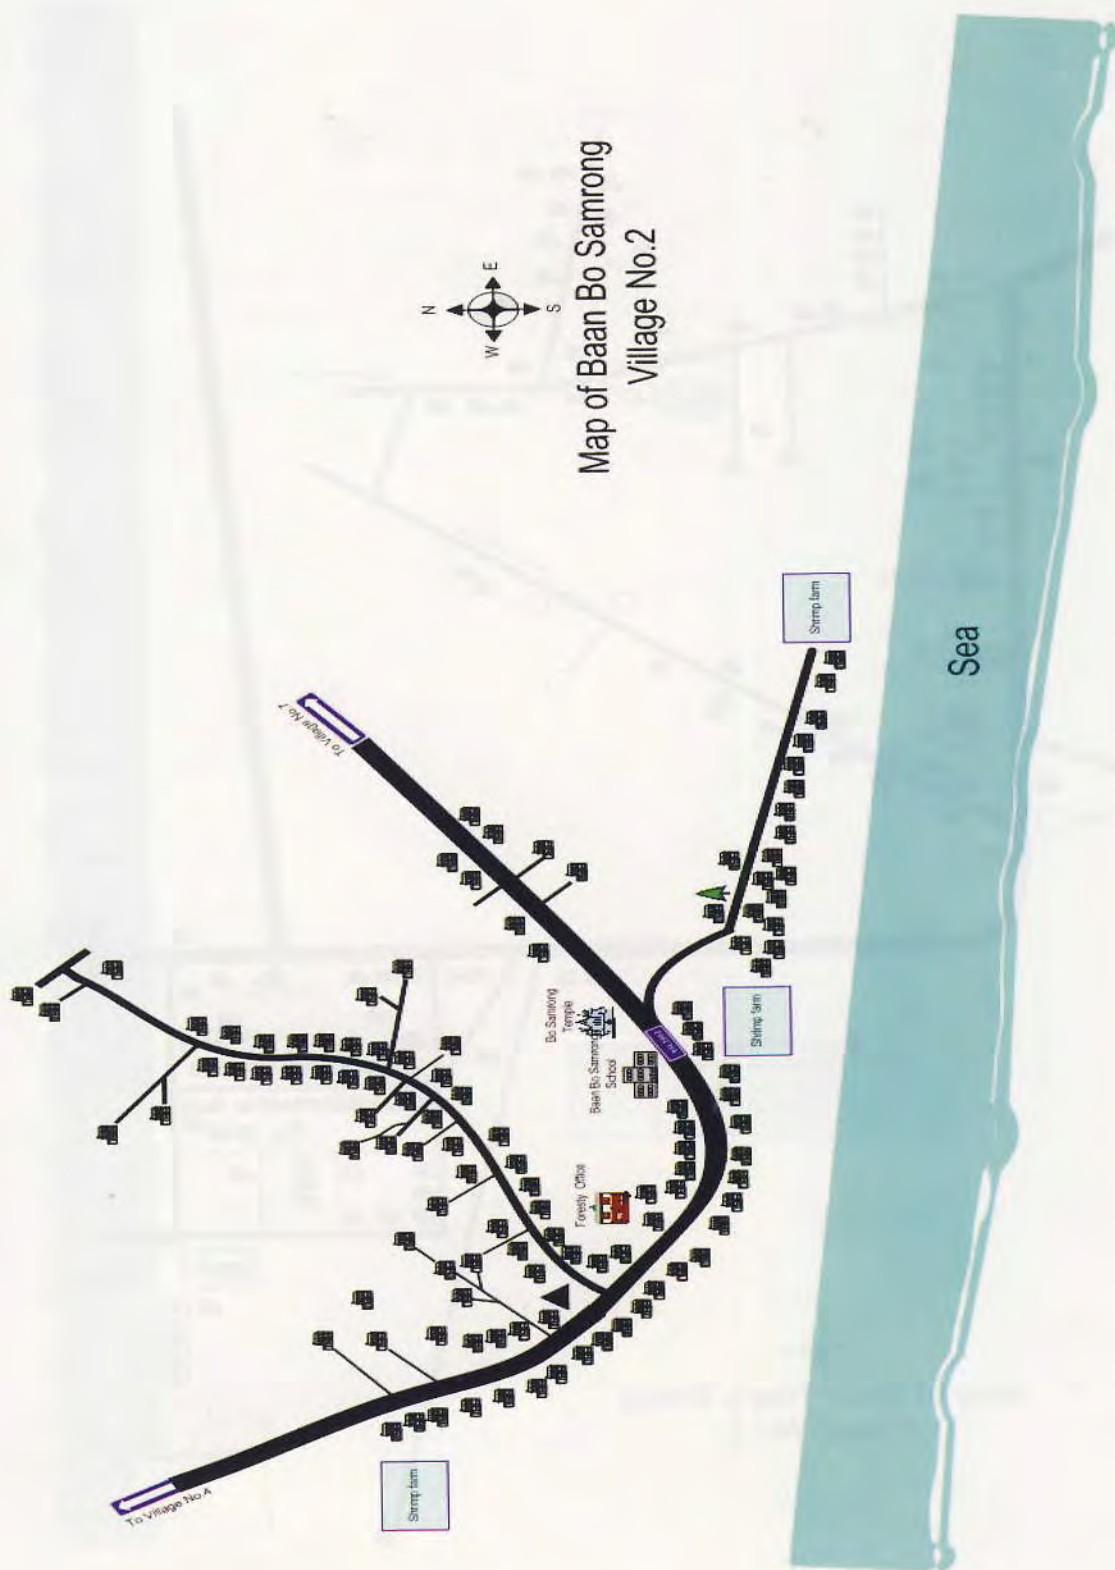 N
W
E
S
Map of Baan Bo Samrong
Village No.2
To Village No.7
Shrimp farm
Bo Samrong
Temple
Baan Bo Samrong
School
Shrimp farm
Foresty Office
Sea
To Village No.4
Shrimp farm